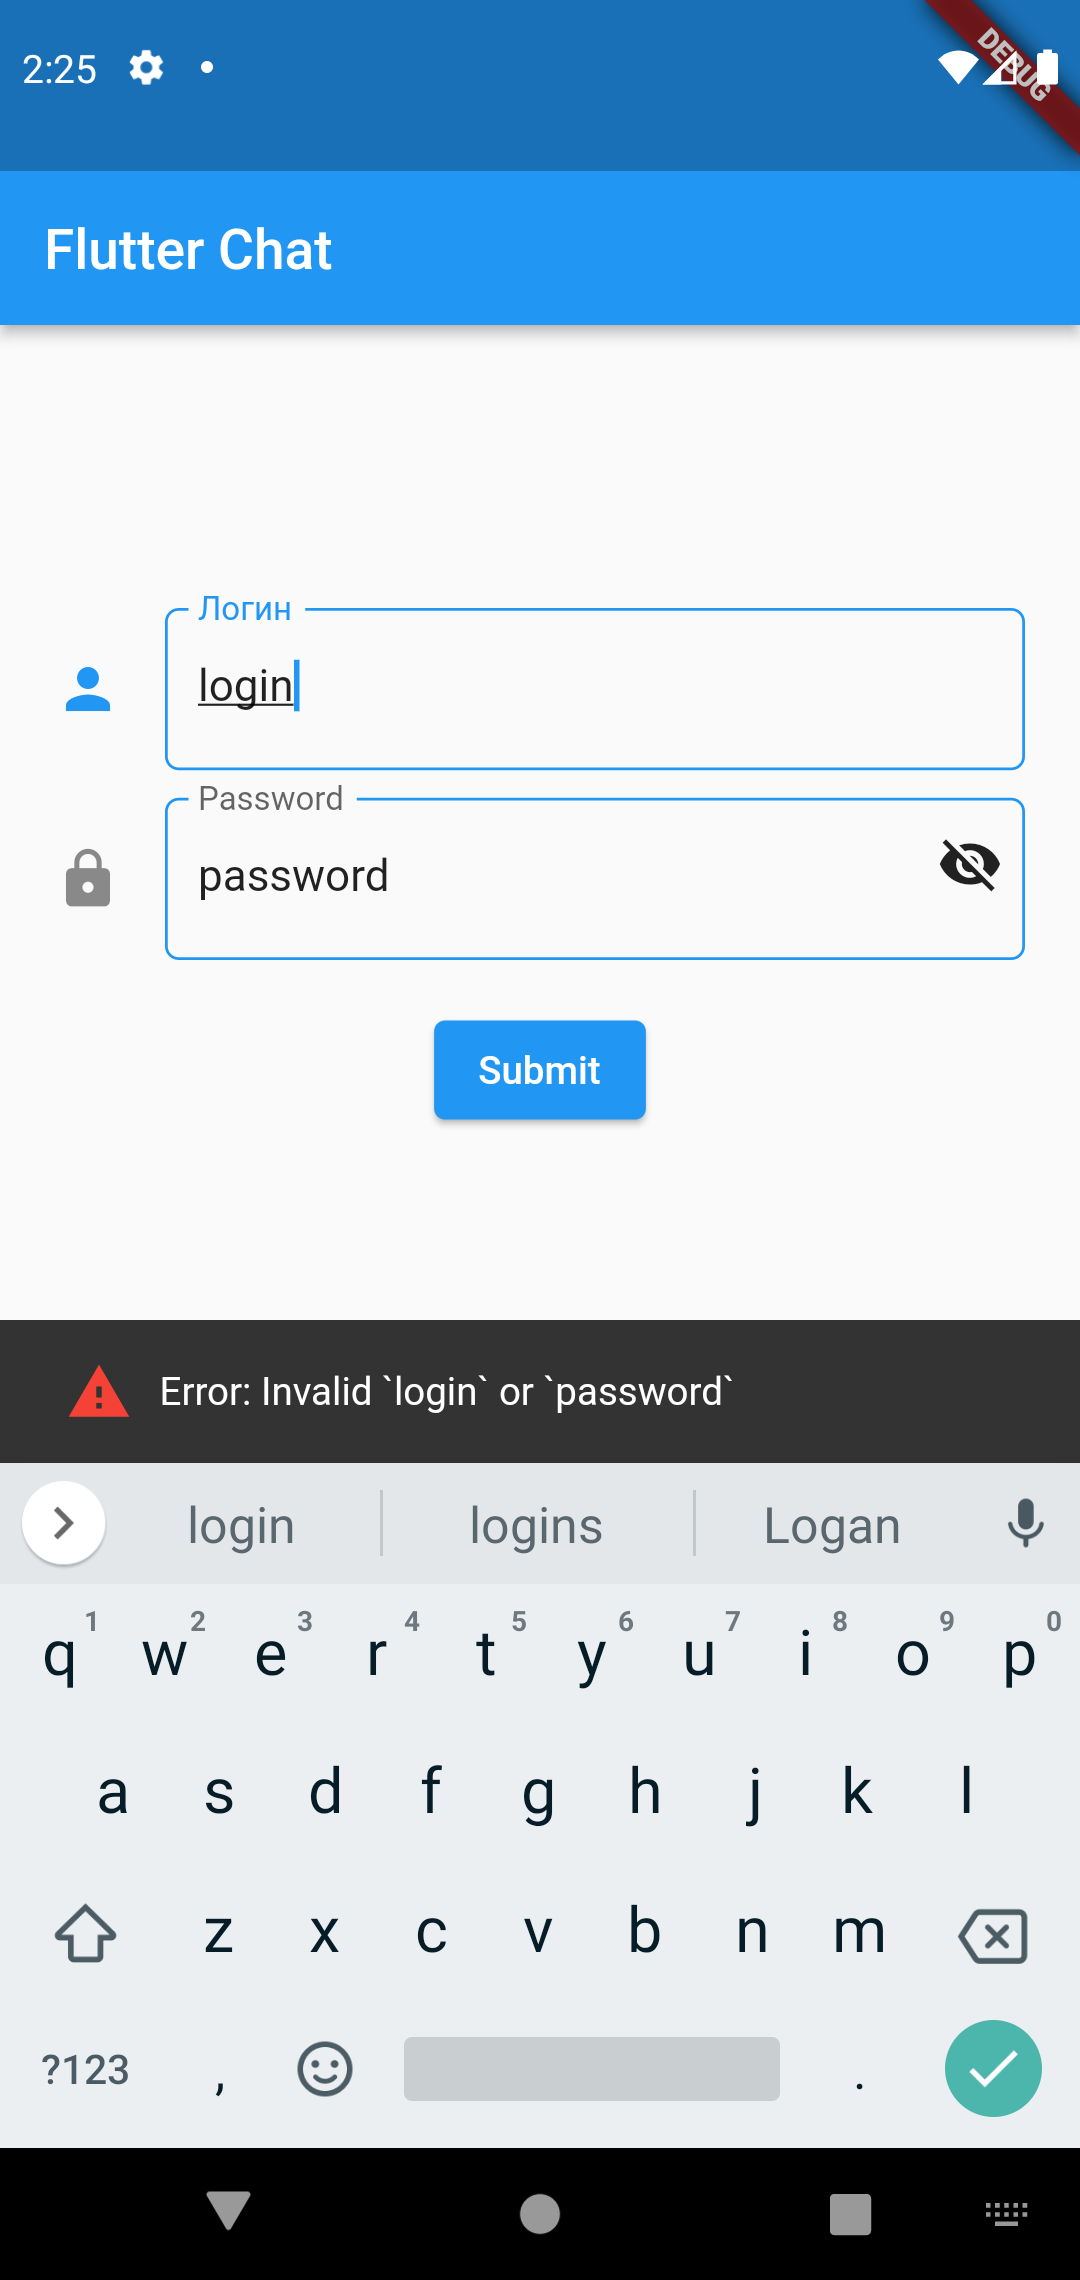 2:25
DEBUG
Flutter Chat
Логин
login
Password
password
Submit
Error: Invalid `login` or `password`
login logins Logan
1 2 3 4 5 6 7 8 9 0
q w e r t y u i o p
a s d f g h j k l
z x c v b n m
?123 , .